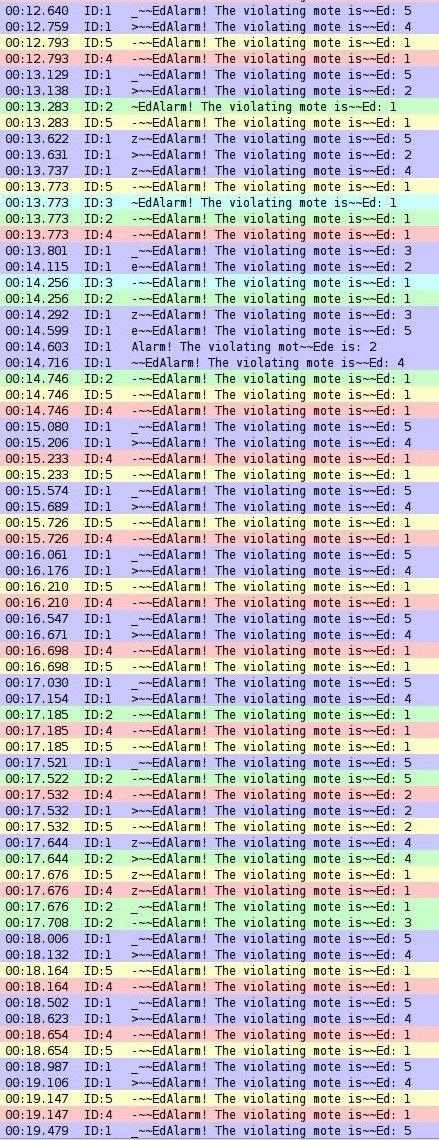 00:12.640 ID:1 _~~EdAlarm! The violating mote is~~Ed: 5
00:12.759 ID:1 >~~EdAlarm! The violating mote is~~Ed: 4
00:12.793 ID:5 -~~EdAlarm! The violating mote is~~Ed: 1
00:12.793 ID:4 -~~EdAlarm! The violating mote is~~Ed: 1
00:13.129 ID:1 _~~EdAlarm! The violating mote is~~Ed: 5
00:13.138 ID:1 >~~EdAlarm! The violating mote is~~Ed: 2
00:13.283 ID:2 ~EdAlarm! The violating mote is~~Ed: 1
00:13.283 ID:5 -~~EdAlarm! The violating mote is~~Ed: 1
00:13.622 ID:1 z~~EdAlarm! The violating mote is~~Ed: 5
00:13.631 ID:1 >~~EdAlarm! The violating mote is~~Ed: 2
00:13.737 ID:1 z~~EdAlarm! The violating mote is~~Ed: 4
00:13.773 ID:5 -~~EdAlarm! The violating mote is~~Ed: 1
00:13.773 ID:3 ~EdAlarm! The violating mote is~~Ed: 1
00:13.773 ID:2 -~~EdAlarm! The violating mote is~~Ed: 1
00:13.773 ID:4 -~~EdAlarm! The violating mote is~~Ed: 1
00:13.801 ID:1 _~~EdAlarm! The violating mote is~~Ed: 3
00:14.115 ID:1 e~~EdAlarm! The violating mote is~~Ed: 2
00:14.256 ID:3 -~~EdAlarm! The violating mote is~~Ed: 1
00:14.256 ID:2 -~~EdAlarm! The violating mote is~~Ed: 1
00:14.292 ID:1 z~~EdAlarm! The violating mote is~~Ed: 3
00:14.599 ID:1 e~~EdAlarm! The violating mote is~~Ed: 5
00:14.603 ID:1 Alarm! The violating mot~~Ede is: 2
00:14.716 ID:1 ~~EdAlarm! The violating mote is~~Ed: 4
00:14.746 ID:2 -~~EdAlarm! The violating mote is~~Ed: 1
00:14.746 ID:5 -~~EdAlarm! The violating mote is~~Ed: 1
00:14.746 ID:4 -~~EdAlarm! The violating mote is~~Ed: 1
00:15.080 ID:1 _~~EdAlarm! The violating mote is~~Ed: 5
00:15.206 ID:1 >~~EdAlarm! The violating mote is~~Ed: 4
00:15.233 ID:4 -~~EdAlarm! The violating mote is~~Ed: 1
00:15.233 ID:5 -~~EdAlarm! The violating mote is~~Ed: 1
00:15.574 ID:1 _~~EdAlarm! The violating mote is~~Ed: 5
00:15.689 ID:1 >~~EdAlarm! The violating mote is~~Ed: 4
00:15.726 ID:5 -~~EdAlarm! The violating mote is~~Ed: 1
00:15.726 ID:4 -~~EdAlarm! The violating mote is~~Ed: 1
00:16.061 ID:1 _~~EdAlarm! The violating mote is~~Ed: 5
00:16.176 ID:1 >~~EdAlarm! The violating mote is~~Ed: 4
00:16.210 ID:5 -~~EdAlarm! The violating mote is~~Ed: 1
00:16.210 ID:4 -~~EdAlarm! The violating mote is~~Ed: 1
00:16.547 ID:1 _~~EdAlarm! The violating mote is~~Ed: 5
00:16.671 ID:1 >~~EdAlarm! The violating mote is~~Ed: 4
00:16.698 ID:4 -~~EdAlarm! The violating mote is~~Ed: 1
00:16.698 ID:5 -~~EdAlarm! The violating mote is~~Ed: 1
00:17.030 ID:1 _~~EdAlarm! The violating mote is~~Ed: 5
00:17.154 ID:1 >~~EdAlarm! The violating mote is~~Ed: 4
00:17.185 ID:2 -~~EdAlarm! The violating mote is~~Ed: 1
00:17.185 ID:4 -~~EdAlarm! The violating mote is~~Ed: 1
00:17.185 ID:5 -~~EdAlarm! The violating mote is~~Ed: 1
00:17.521 ID:1 _~~EdAlarm! The violating mote is~~Ed: 5
00:17.522 ID:2 -~~EdAlarm! The violating mote is~~Ed: 5
00:17.532 ID:4 -~~EdAlarm! The violating mote is~~Ed: 2
00:17.532 ID:1 >~~EdAlarm! The violating mote is~~Ed: 2
00:17.532 ID:5 -~~EdAlarm! The violating mote is~~Ed: 2
00:17.644 ID:1 z~~EdAlarm! The violating mote is~~Ed: 4
00:17.644 ID:2 >~~EdAlarm! The violating mote is~~Ed: 4
00:17.676 ID:5 z~~EdAlarm! The violating mote is~~Ed: 1
00:17.676 ID:4 z~~EdAlarm! The violating mote is~~Ed: 1
00:17.676 ID:2 _~~EdAlarm! The violating mote is~~Ed: 1
00:17.708 ID:2 -~~EdAlarm! The violating mote is~~Ed: 3
00:18.006 ID:1 _~~EdAlarm! The violating mote is~~Ed: 5
00:18.132 ID:1 >~~EdAlarm! The violating mote is~~Ed: 4
00:18.164 ID:5 -~~EdAlarm! The violating mote is~~Ed: 1
00:18.164 ID:4 -~~EdAlarm! The violating mote is~~Ed: 1
00:18.502 ID:1 _~~EdAlarm! The violating mote is~~Ed: 5
00:18.623 ID:1 >~~EdAlarm! The violating mote is~~Ed: 4
00:18.654 ID:4 -~~EdAlarm! The violating mote is~~Ed: 1
00:18.654 ID:5 -~~EdAlarm! The violating mote is~~Ed: 1
00:18.987 ID:1 _~~EdAlarm! The violating mote is~~Ed: 5
00:19.106 ID:1 >~~EdAlarm! The violating mote is~~Ed: 4
00:19.147 ID:5 -~~EdAlarm! The violating mote is~~Ed: 1
00:19.147 ID:4 -~~EdAlarm! The violating mote is~~Ed: 1
00:19.479 ID:1 _~~EdAlarm! The violating mote is~~Ed: 5